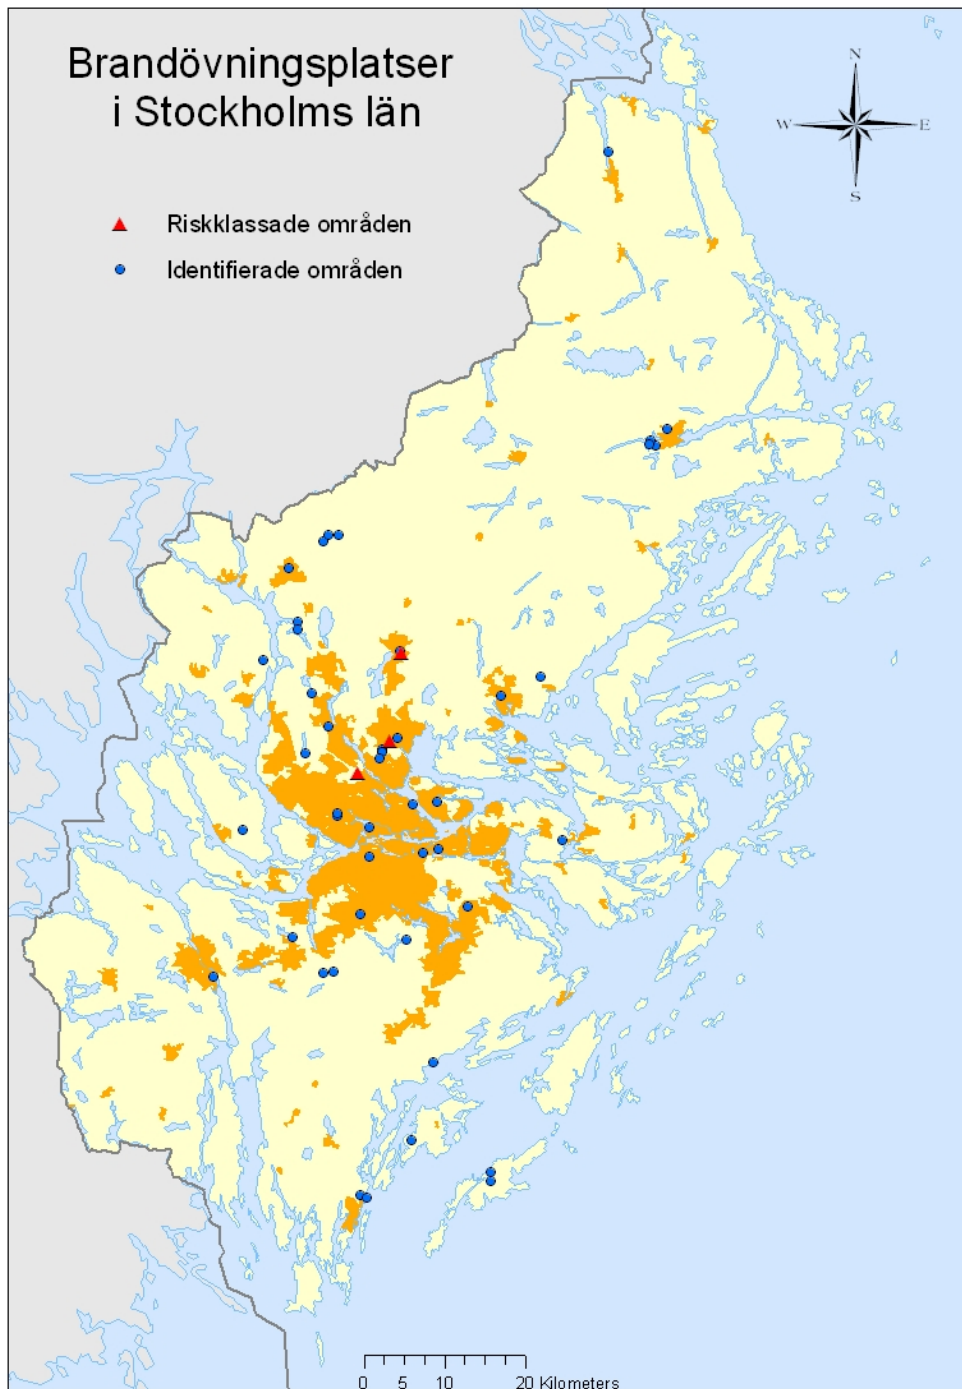 Brandövningsplatser
i Stockholms län
N
W E
S
Riskklassade områden
Identifierade områden
0 5 10 20 Kilometers